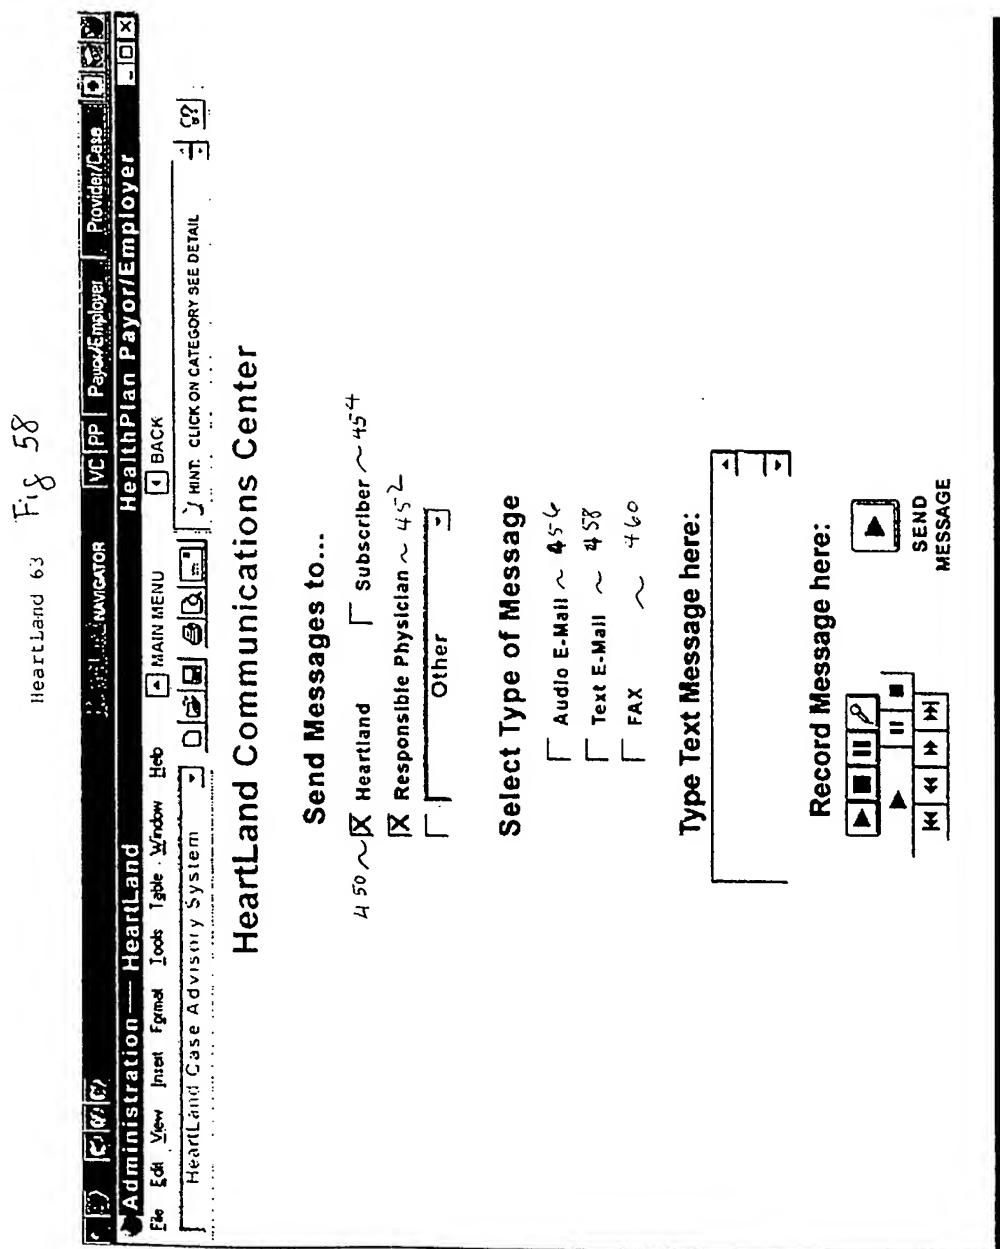 HeartLand 63 Fig 58
NAVIGATOR VC PP Payor/Employer Provider/Case
Administration — HeartLand HealthPlan Payor/Employer
File Edit View Insert Format Tools Table Window Help MAIN MENU BACK
HeartLand Case Advisory System HINT: CLICK ON CATEGORY SEE DETAIL
HeartLand Communications Center
Send Messages to...
450 ~ X Heartland Subscriber ~ 454
X Responsible Physician ~ 452
Other
Select Type of Message
Audio E-Mail ~ 456
Text E-Mail ~ 458
FAX ~ 460
Type Text Message here:
Record Message here:
SEND
MESSAGE